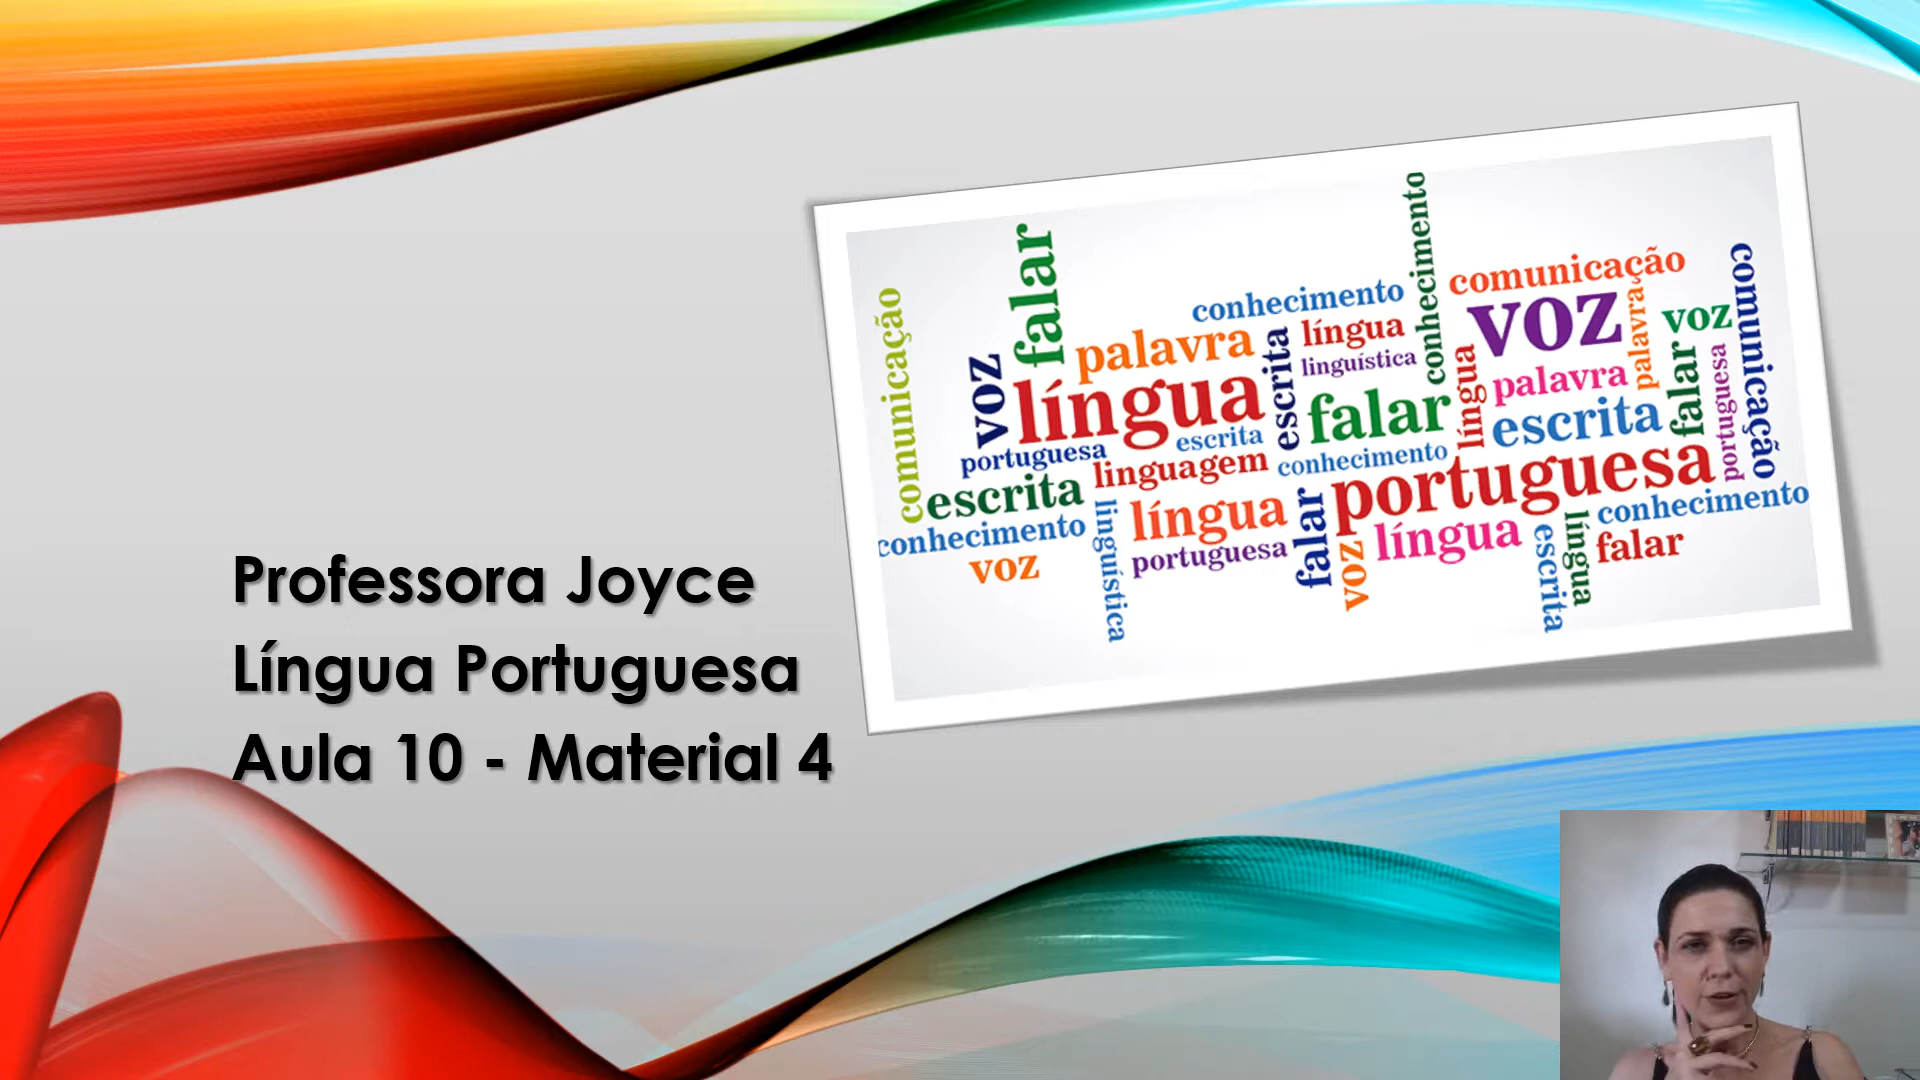 Professora Joyce
Língua Portuguesa
Aula 10 - Material 4
comunicação
voz
falar
palavra
conhecimento
língua
portuguesa
escrita
escrita
linguagem
conhecimento
voz
linguística
língua
portuguesa
escrita
língua
linguística
falar
conhecimento
falar
voz
conhecimento
comunicação
voz
palavra
voz
língua
palavra
escrita
falar
portuguesa
comunicação
portuguesa
língua
conhecimento
falar
escrita
língua